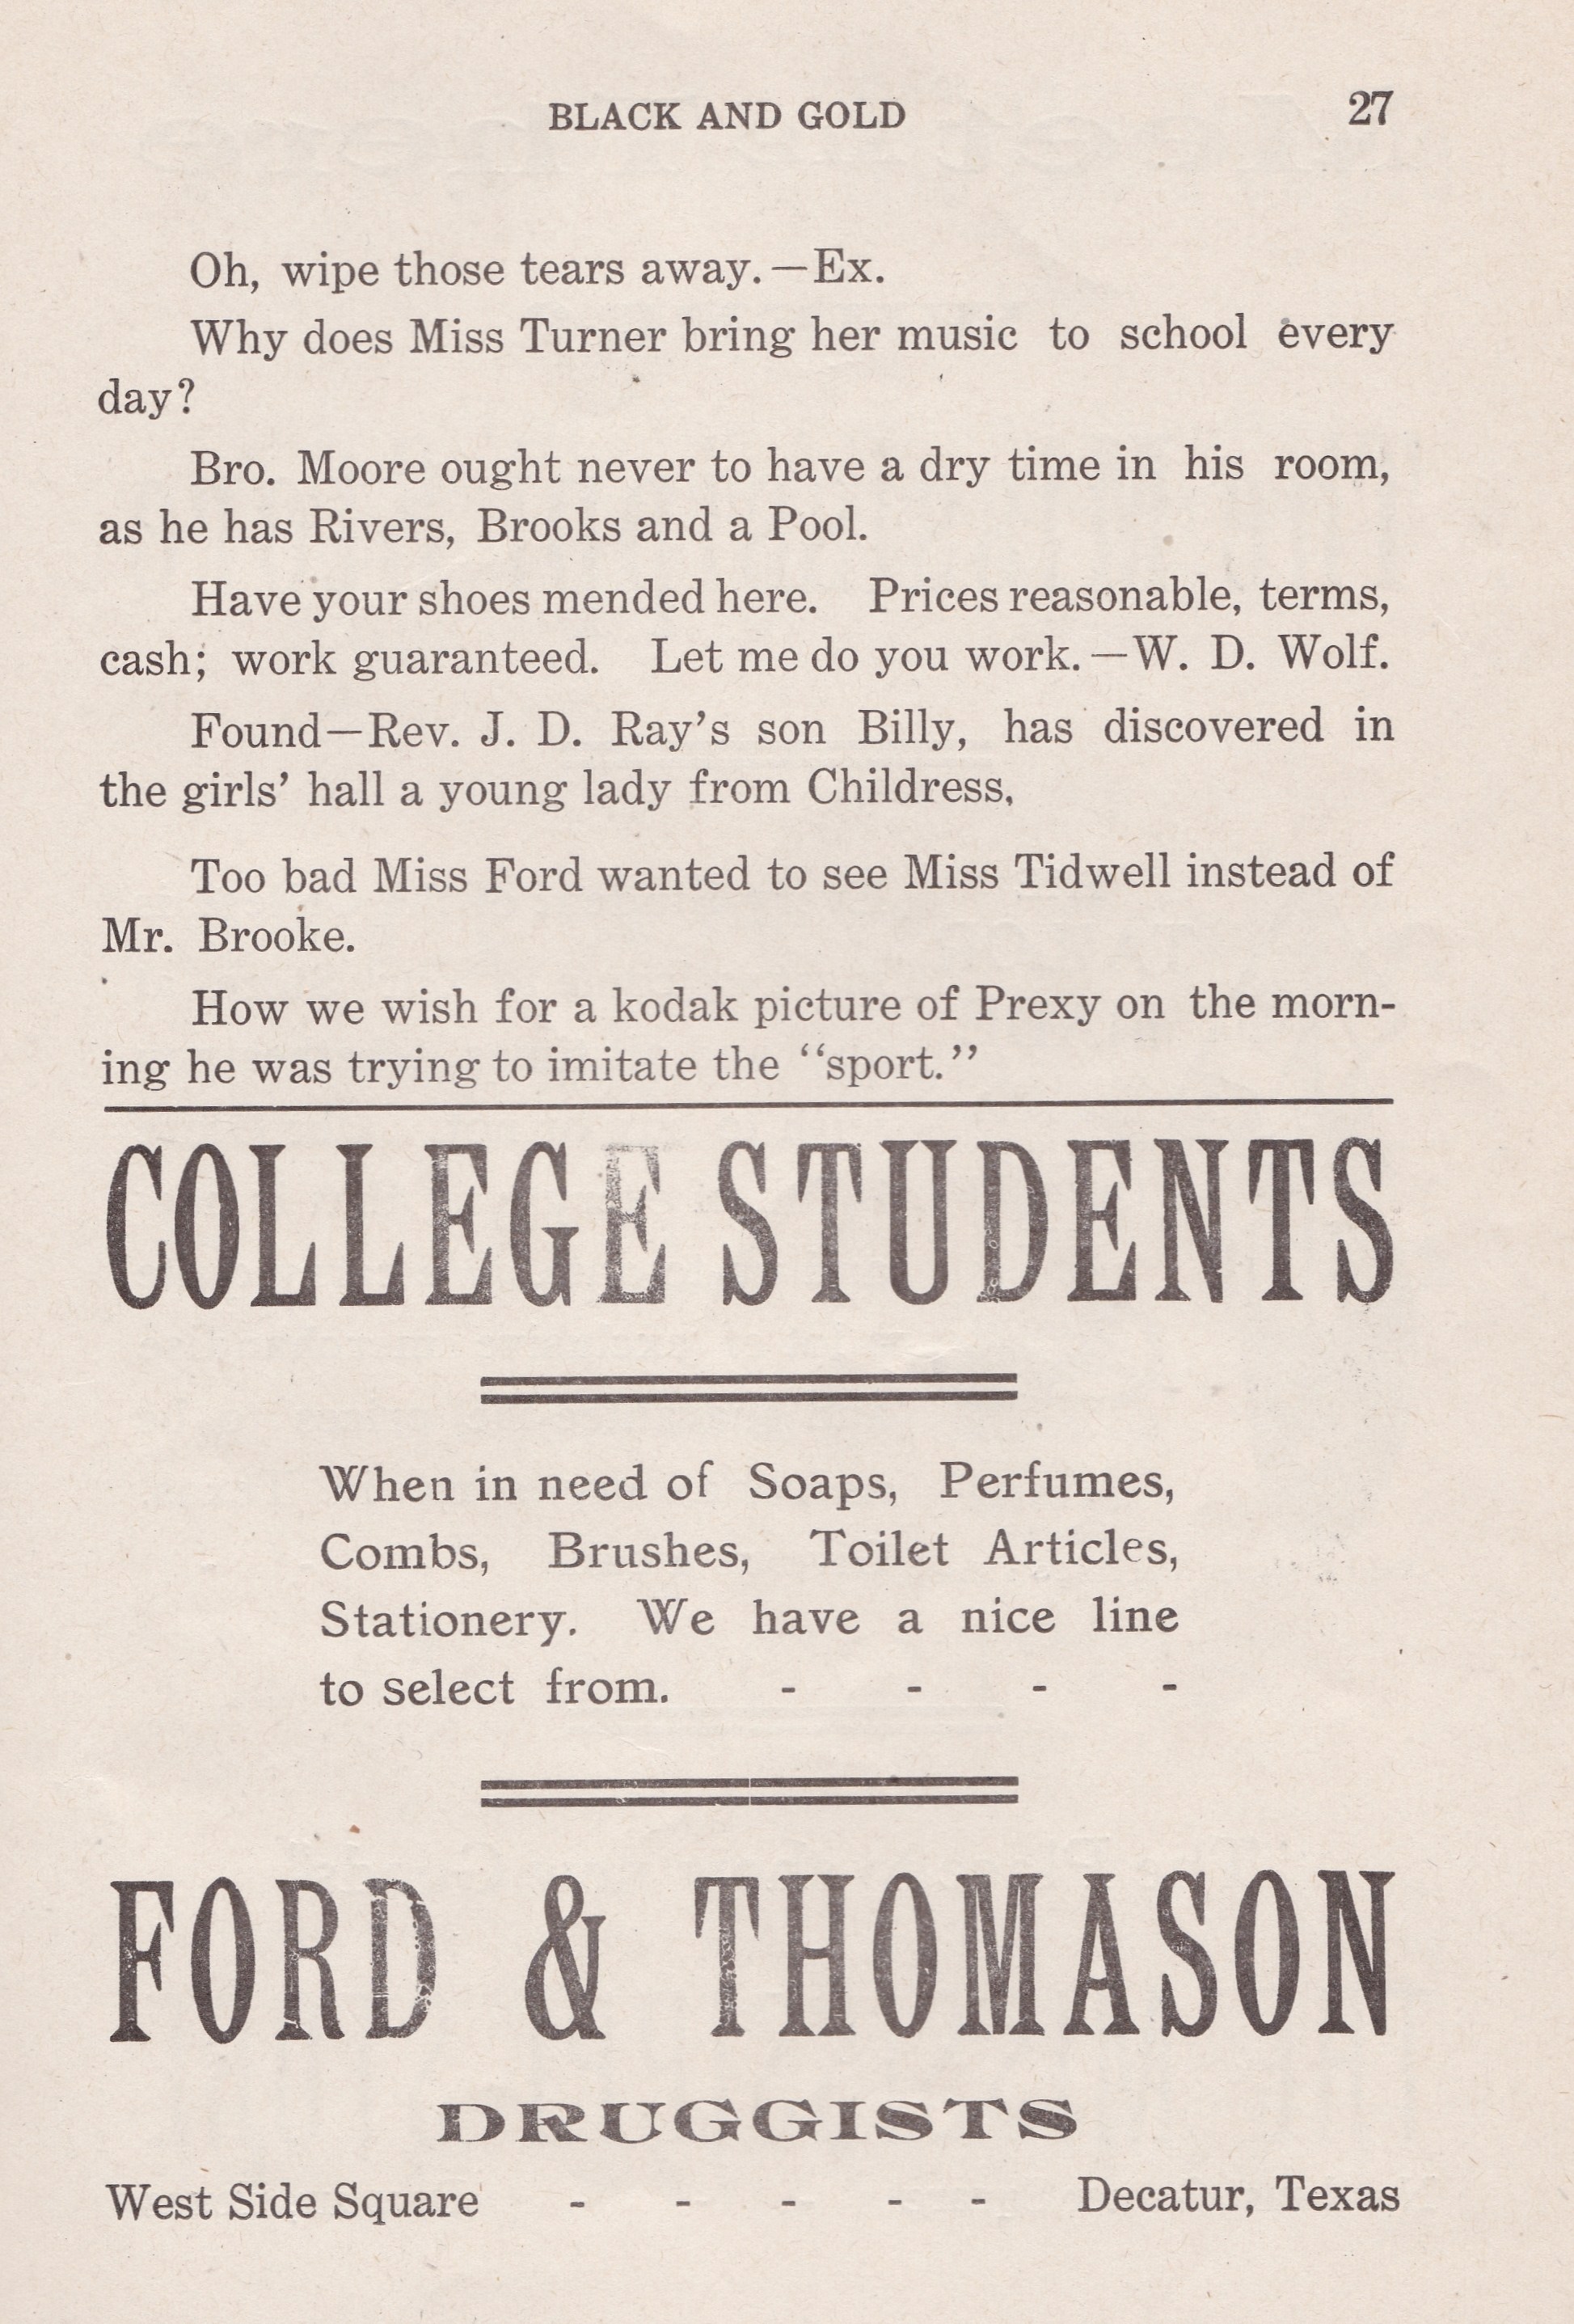 BLACK AND GOLD 27
Oh, wipe those tears away.—Ex.
Why does Miss Turner bring her music to school every
day?
Bro. Moore ought never to have a dry time in his room,
as he has Rivers, Brooks and a Pool.
Have your shoes mended here. Prices reasonable, terms,
cash; work guaranteed. Let me do you work.—W. D. Wolf.
Found—Rev. J. D. Ray's son Billy, has discovered in
the girls' hall a young lady from Childress,
Too bad Miss Ford wanted to see Miss Tidwell instead of
Mr. Brooke.
How we wish for a kodak picture of Prexy on the morn-
ing he was trying to imitate the "sport."
COLLEGE STUDENTS
When in need of Soaps, Perfumes,
Combs, Brushes, Toilet Articles,
Stationery. We have a nice line
to select from. - - - -
FORD & THOMASON
DRUGGISTS
West Side Square - - - - - Decatur, Texas